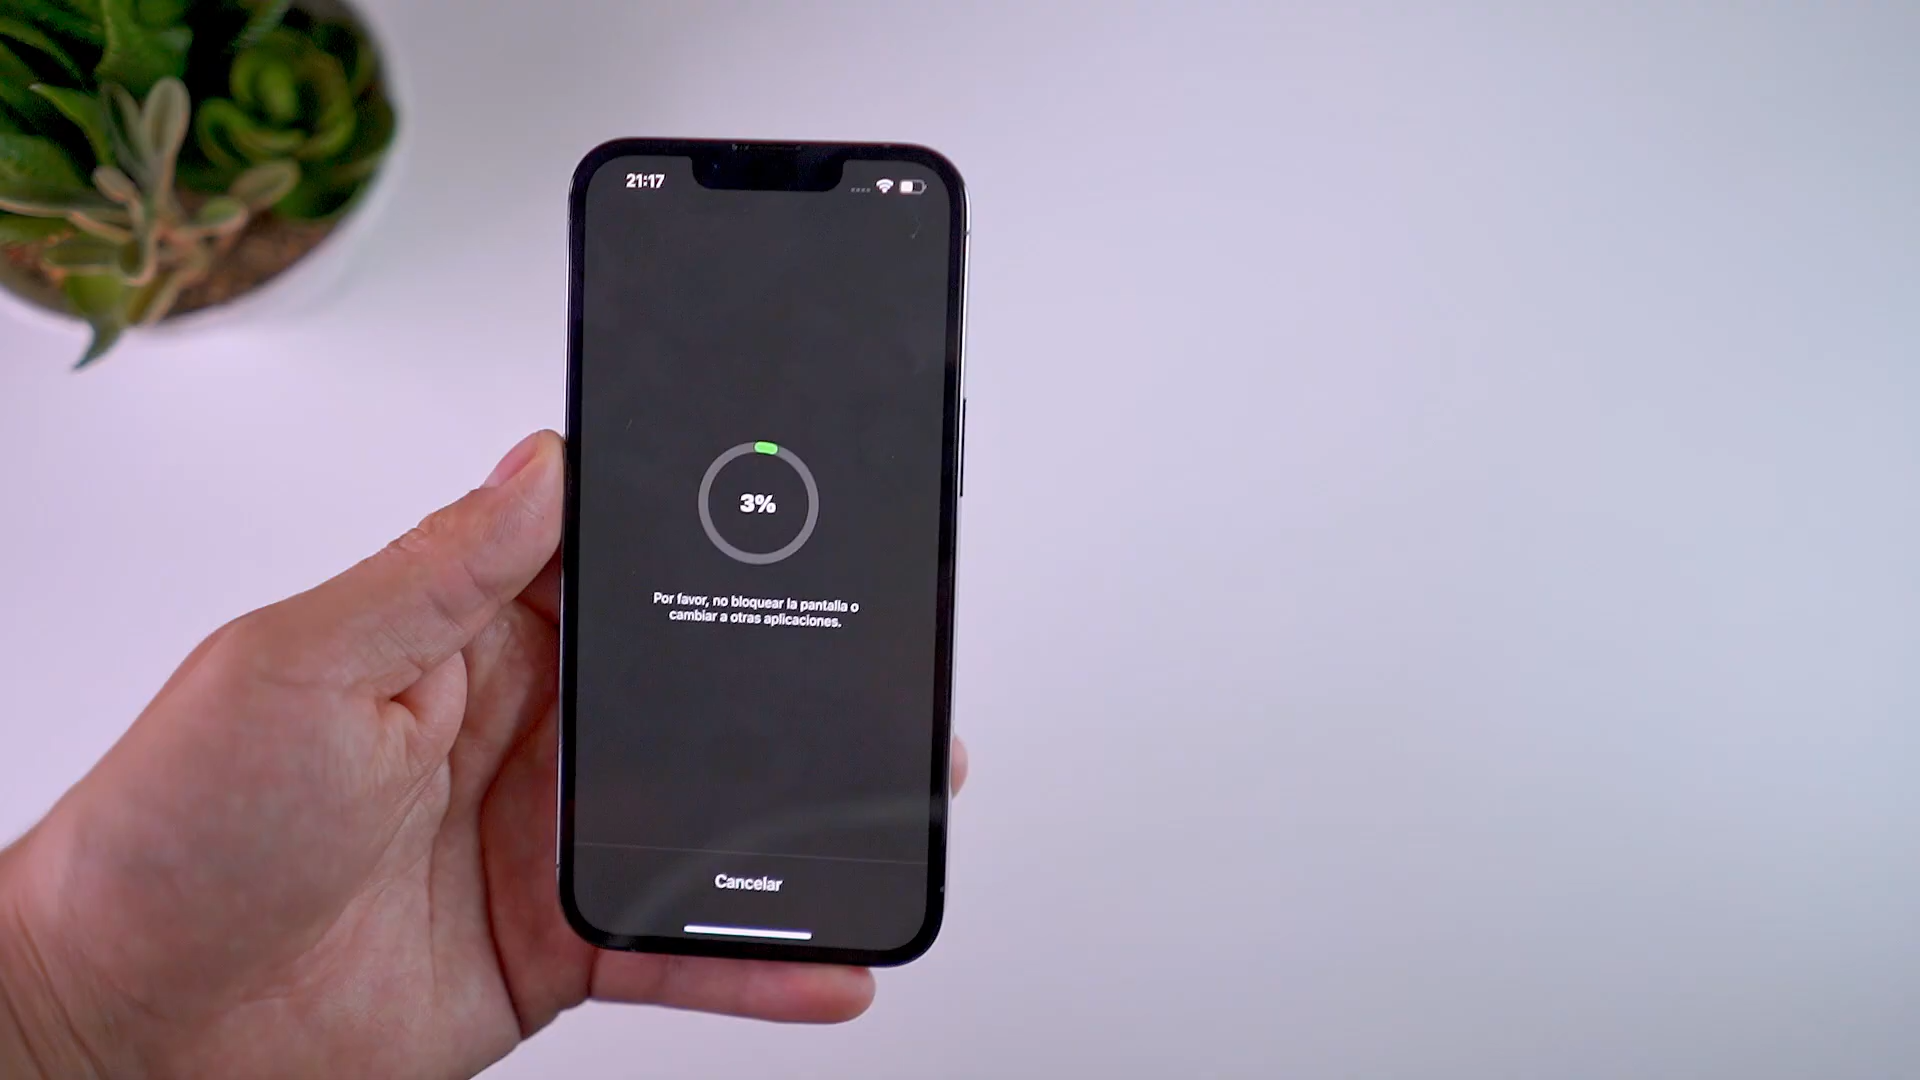 21:17
3%
Por favor, no bloquear la pantalla o
cambiar a otras aplicaciones.
Cancelar